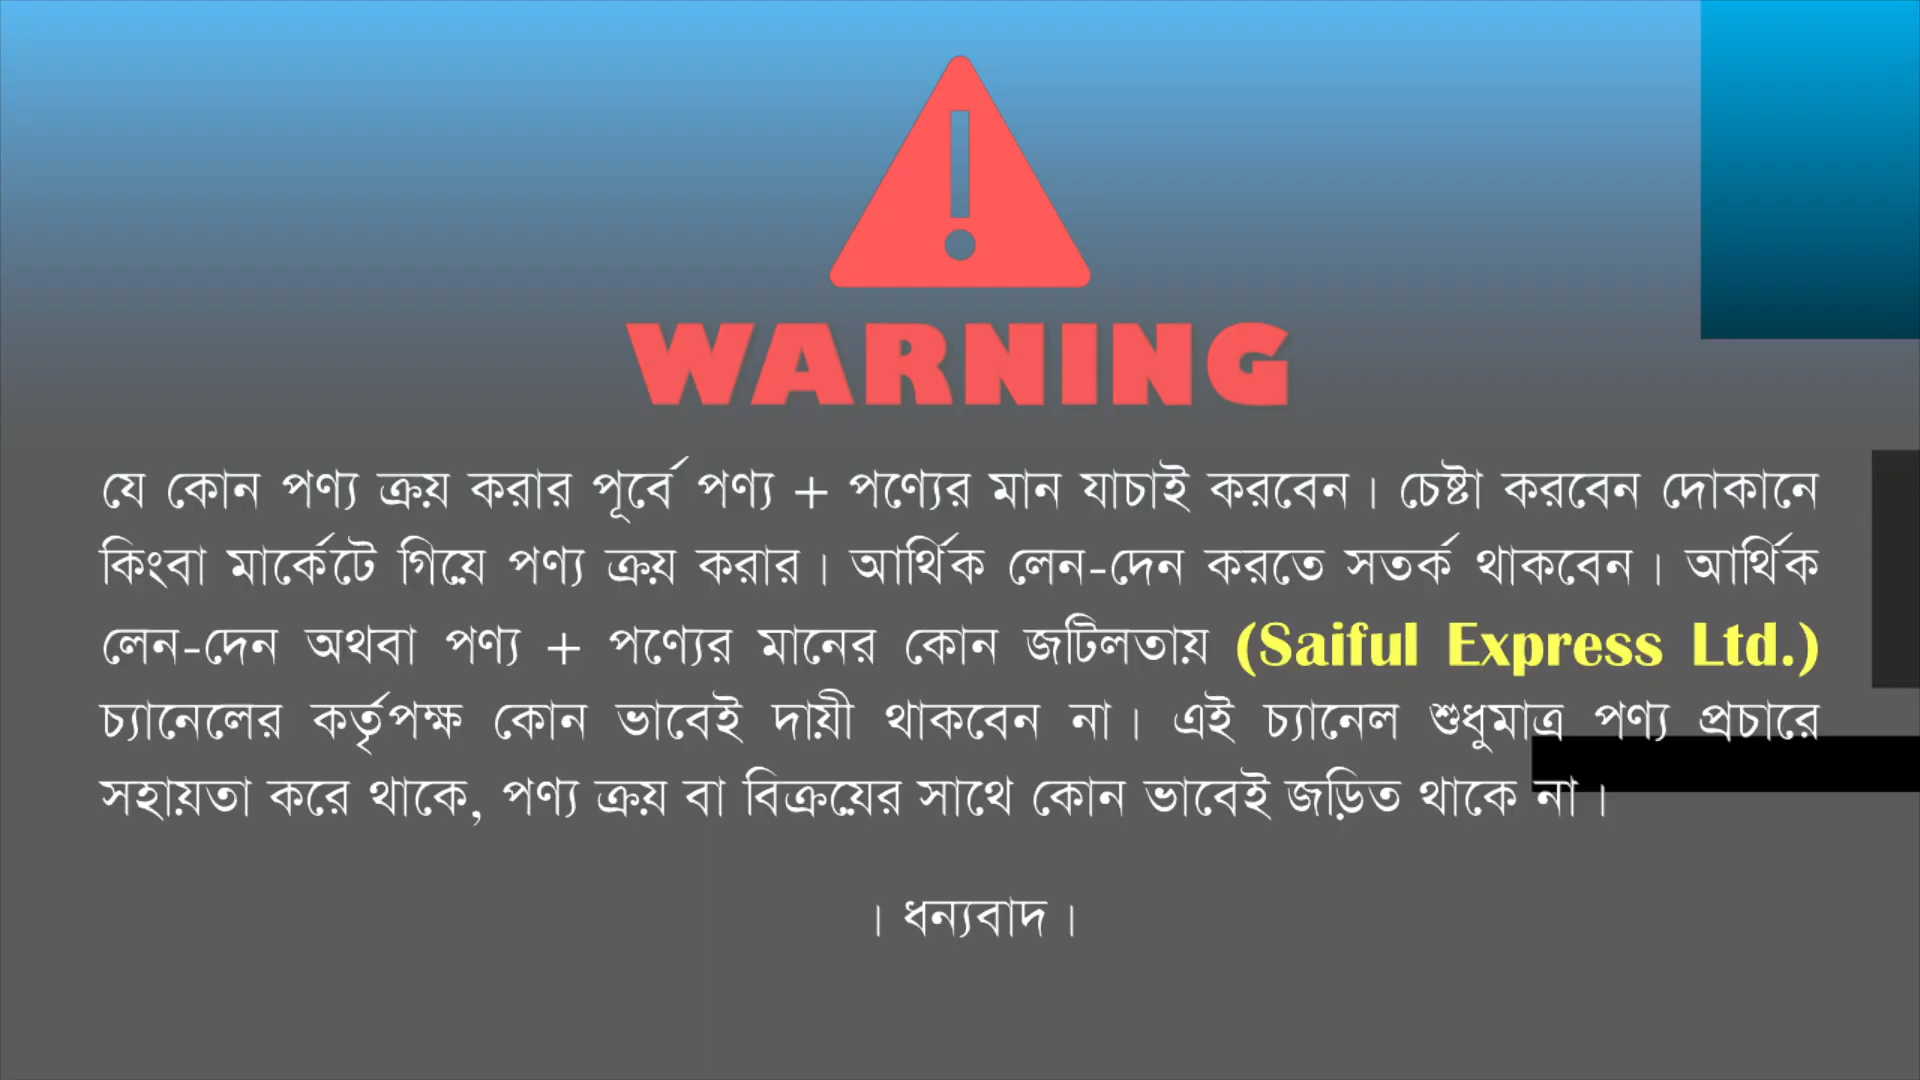 WARNING
যে কোন পণ্য ক্রয় করার পূর্বে পণ্য + পণ্যের মান যাচাই করবেন। চেষ্টা করবেন দোকানে
কিংবা মার্কেটে গিয়ে পণ্য ক্রয় করার। আর্থিক লেন-দেন করতে সতর্ক থাকবেন। আর্থিক
লেন-দেন অথবা পণ্য + পণ্যের মানের কোন জটিলতায় (Saiful Express Ltd.)
চ্যানেলের কর্তৃপক্ষ কোন ভাবেই দায়ী থাকবেন না। এই চ্যানেল শুধুমাত্র পণ্য প্রচারে
সহায়তা করে থাকে, পণ্য ক্রয় বা বিক্রয়ের সাথে কোন ভাবেই জড়িত থাকে না।
। ধন্যবাদ ।